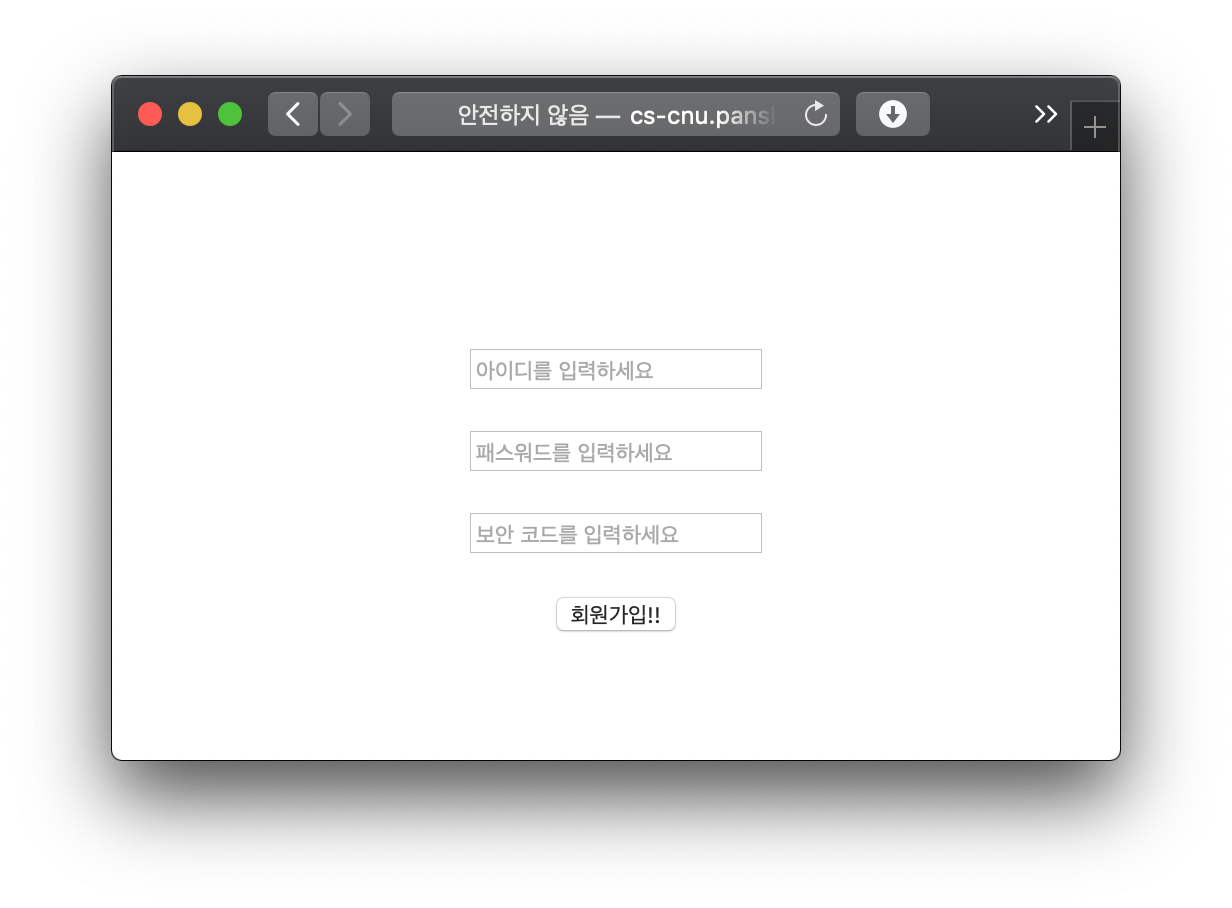 안전하지 않음 — cs-cnu.pans
아이디를 입력하세요
패스워드를 입력하세요
보안 코드를 입력하세요
회원가입!!